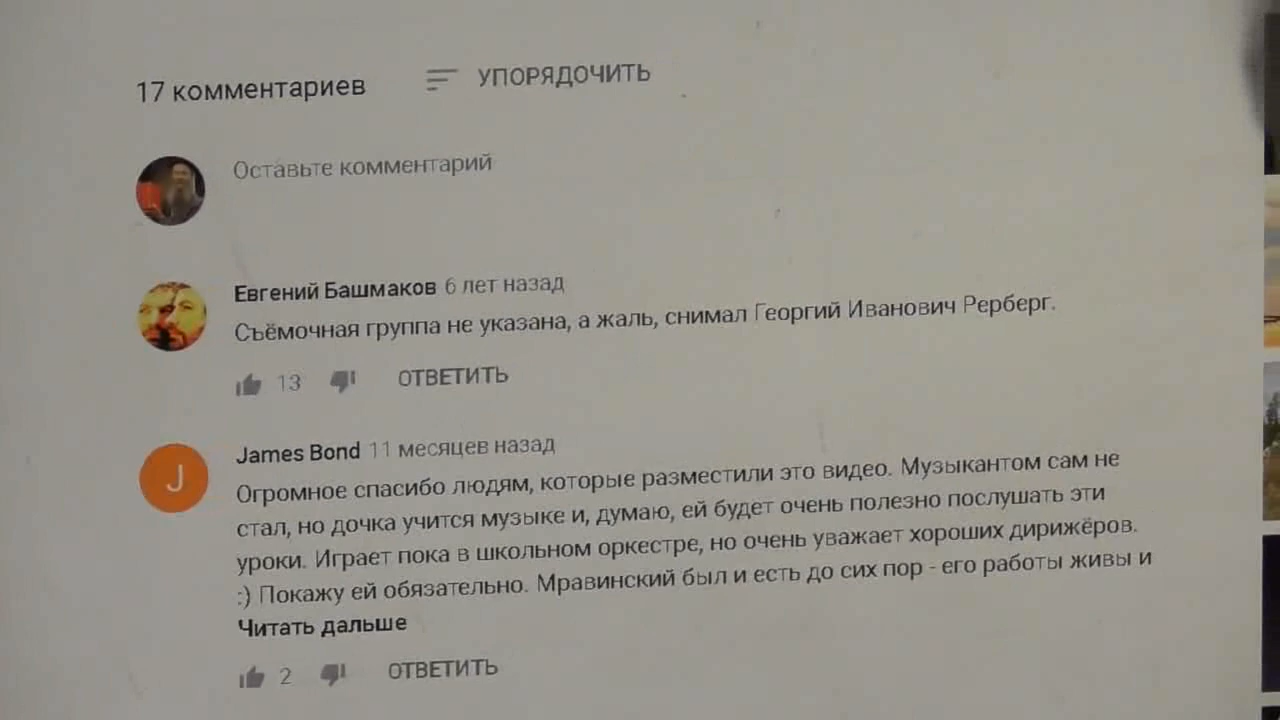 17 комментариев УПОРЯДОЧИТЬ
Оставьте комментарий
Евгений Башмаков 6 лет назад
Съёмочная группа не указана, а жаль, снимал Георгий Иванович Рерберг.
13 ОТВЕТИТЬ
J
James Bond 11 месяцев назад
Огромное спасибо людям, которые разместили это видео. Музыкантом сам не
стал, но дочка учится музыке и, думаю, ей будет очень полезно послушать эти
уроки. Играет пока в школьном оркестре, но очень уважает хороших дирижёров.
:) Покажу ей обязательно. Мравинский был и есть до сих пор - его работы живы и
Читать дальше
2 ОТВЕТИТЬ